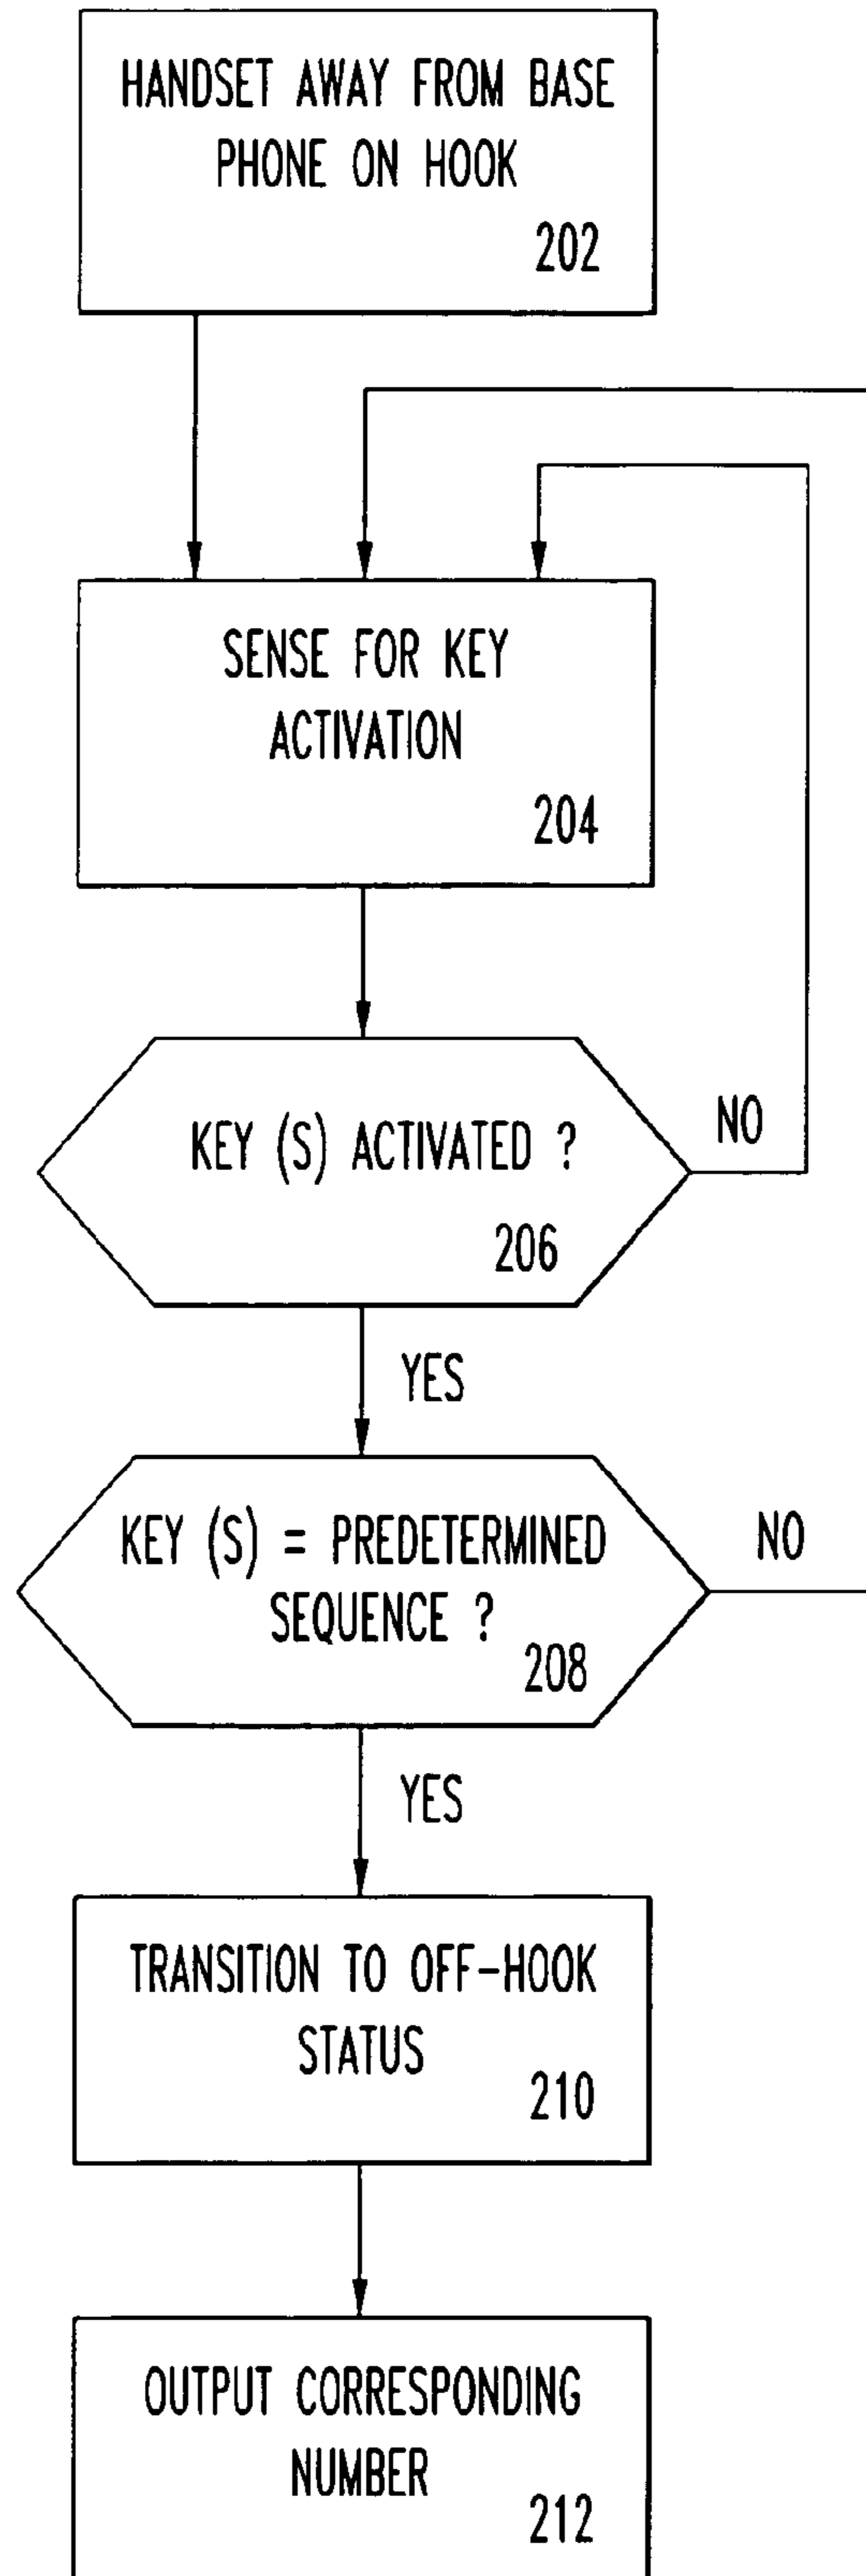 HANDSET AWAY FROM BASE
PHONE ON HOOK
202
SENSE FOR KEY
ACTIVATION
204
KEY (S) ACTIVATED ?
206
NO
YES
KEY (S) = PREDETERMINED
SEQUENCE ?
208
NO
YES
TRANSITION TO OFF-HOOK
STATUS
210
OUTPUT CORRESPONDING
NUMBER
212